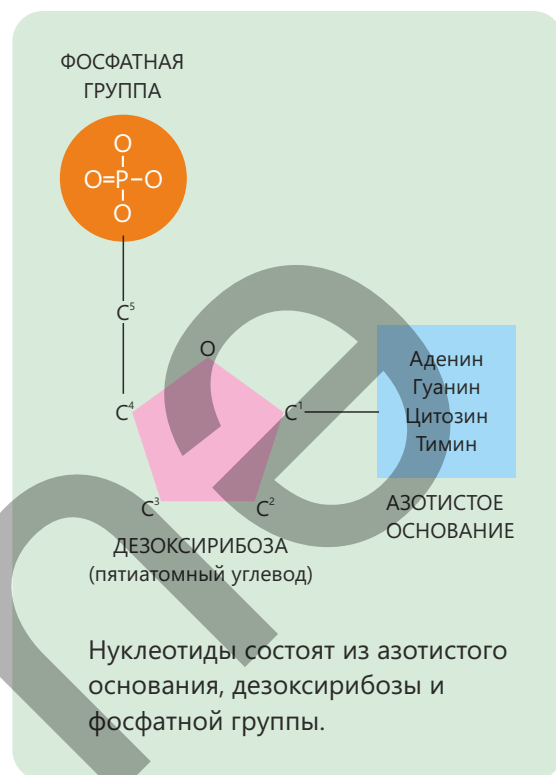 ФОСФАТНАЯ
ГРУППА
O
O=P–O
O
C⁵
O
C⁴
C¹
C³
C²
Аденин
Гуанин
Цитозин
Тимин
АЗОТИСТОЕ
ОСНОВАНИЕ
ДЕЗОКСИРИБОЗА
(пятиатомный углевод)
Нуклеотиды состоят из азотистого
основания, дезоксирибозы и
фосфатной группы.